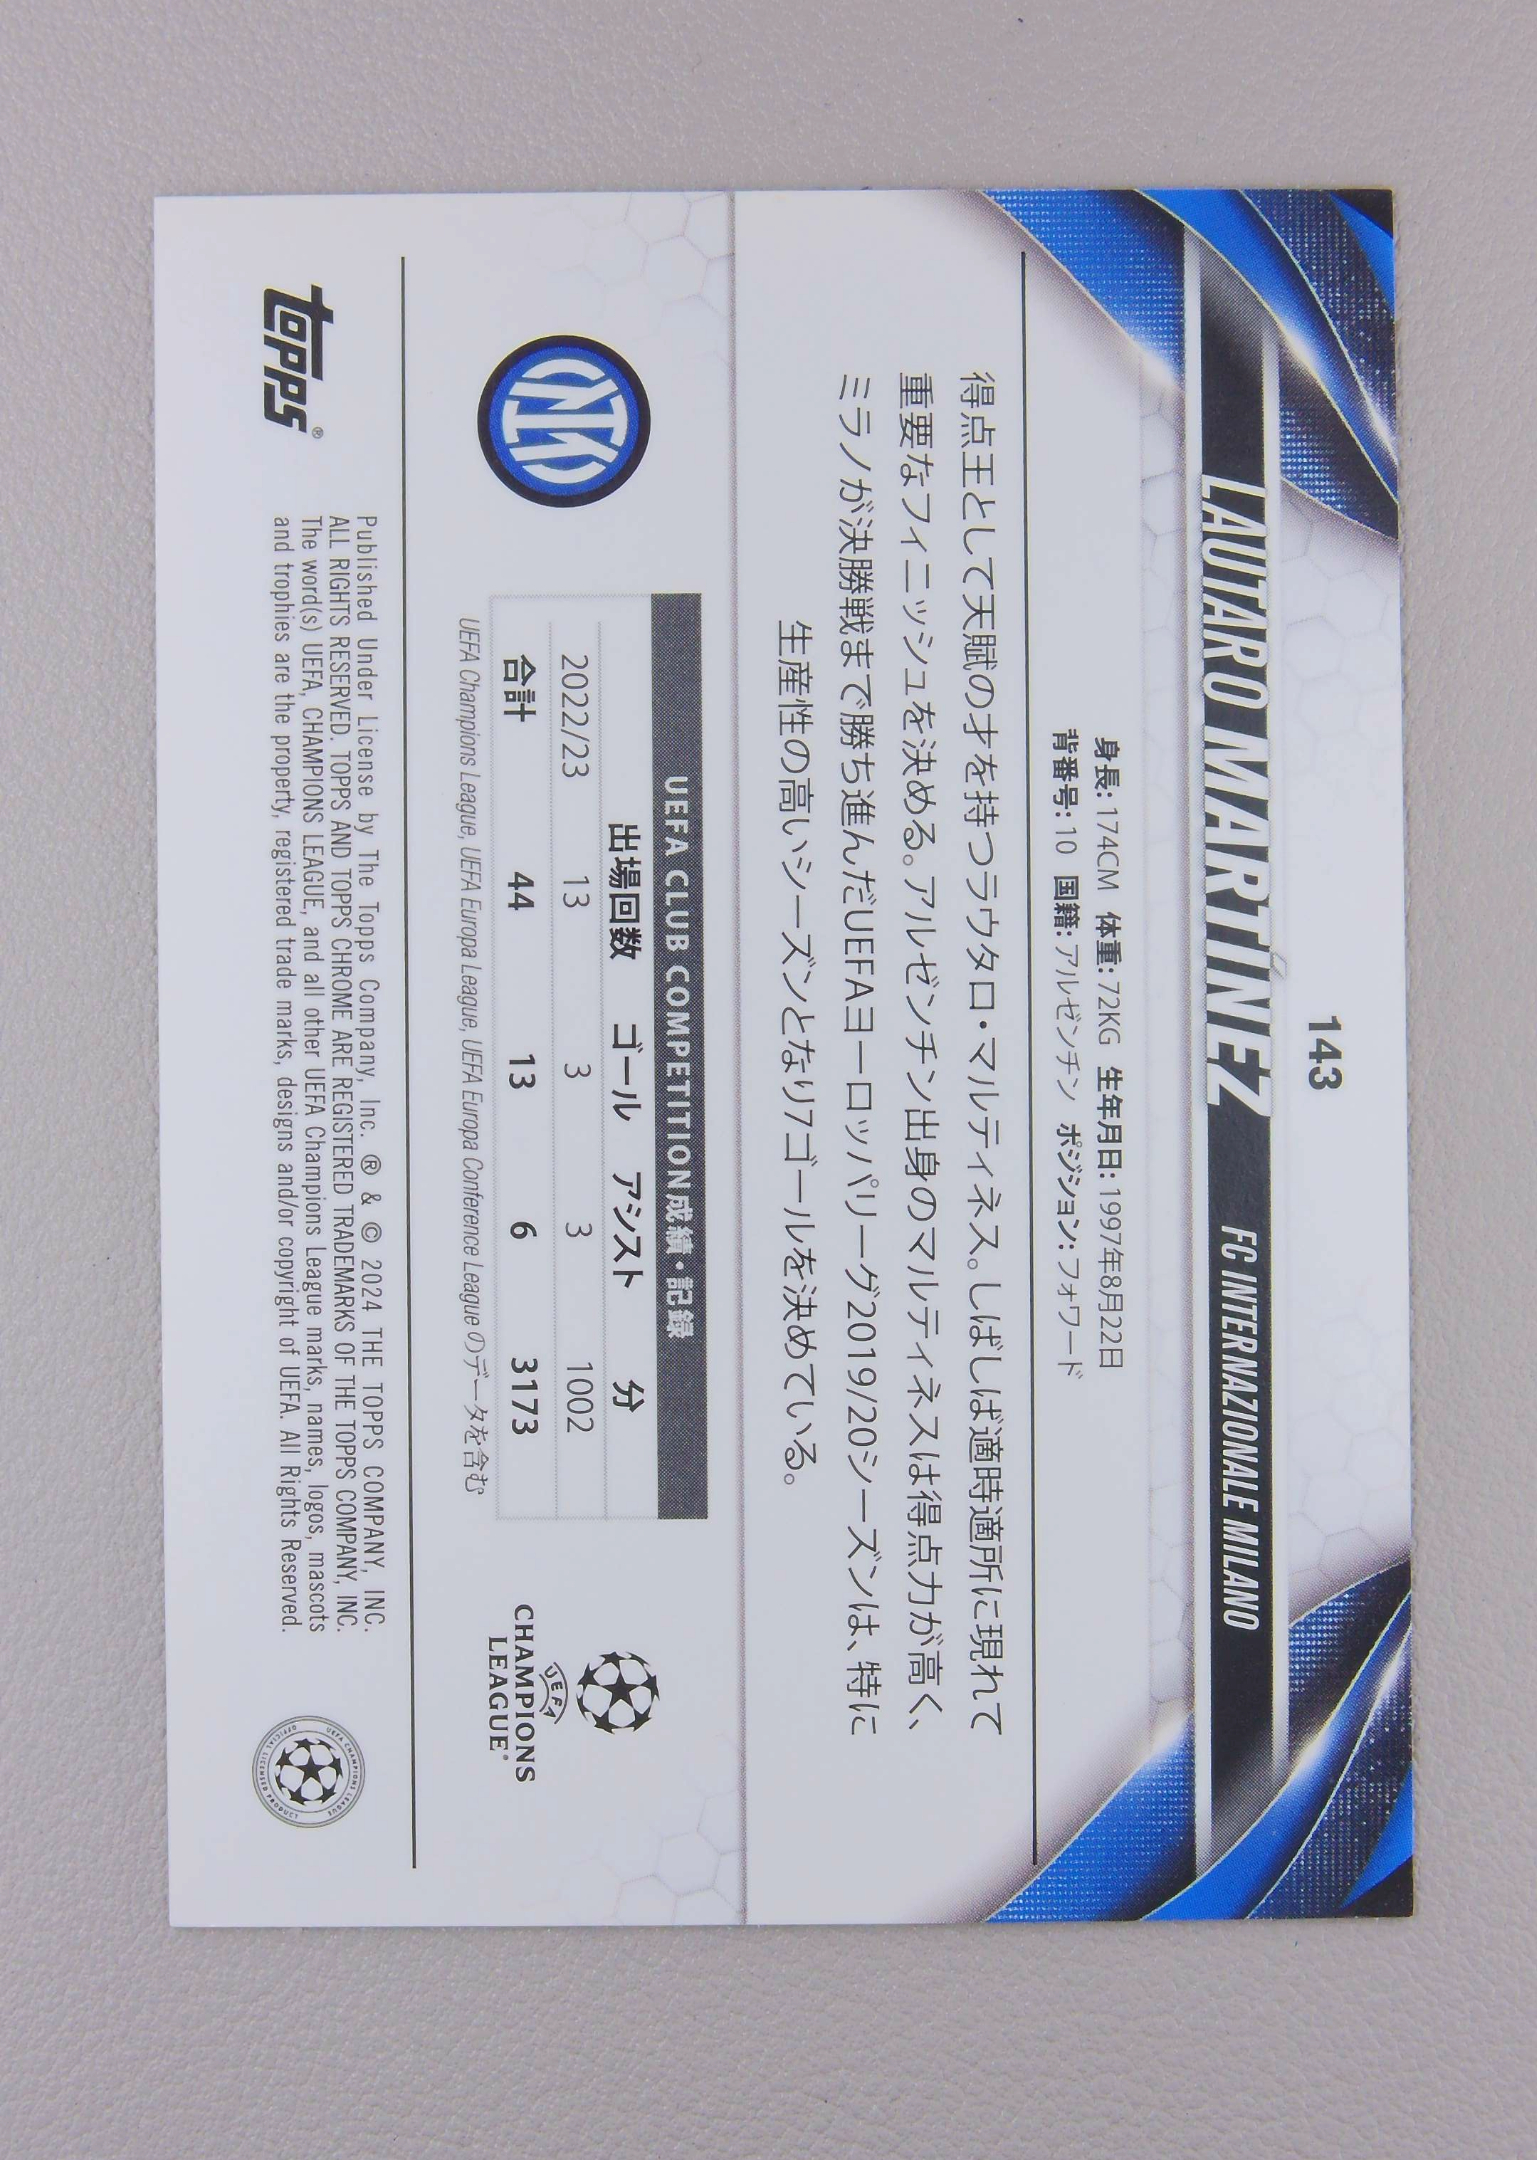 143
LAUTARO MARTÍNEZ FC INTERNAZIONALE MILANO
身長: 174CM 体重: 72KG 生年月日: 1997年8月22日
背番号: 10 国籍: アルゼンチン ポジション: フォワード
得点王として天賦の才を持つラウタロ・マルティネス。しばしば適時適所に現れて
重要なフィニッシュを決める。アルゼンチン出身のマルティネスは得点力が高く、
ミラノが決勝戦まで勝ち進んだUEFAヨーロッパリーグ2019/20シーズンは、特に
生産性の高いシーズンとなり7ゴールを決めている。
UEFA CLUB COMPETITION成績・記録
出場回数 ゴール アシスト 分
2022/23 13 3 3 1002
合計 44 13 6 3173
UEFA Champions League, UEFA Europa League, UEFA Europa Conference Leagueのデータを含む
UEFA
CHAMPIONS
LEAGUE®
topps®
Published Under License by The Topps Company, Inc. ® & © 2024 THE TOPPS COMPANY, INC.
ALL RIGHTS RESERVED. TOPPS AND TOPPS CHROME ARE REGISTERED TRADEMARKS OF THE TOPPS COMPANY, INC.
The word(s) UEFA, CHAMPIONS LEAGUE, and all other UEFA Champions League marks, names, logos, mascots
and trophies are the property, registered trade marks, designs and/or copyright of UEFA. All Rights Reserved.
UEFA CHAMPIONS LEAGUE
OFFICIAL LICENSED PRODUCT